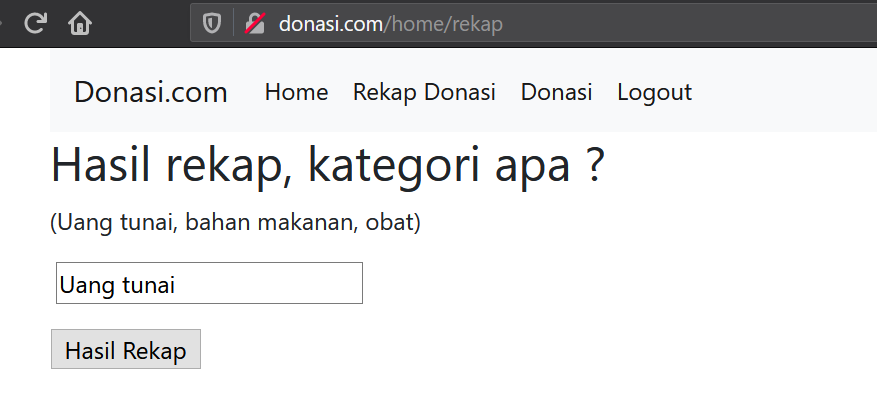 donasi.com/home/rekap
Donasi.com Home Rekap Donasi Donasi Logout
Hasil rekap, kategori apa ?
(Uang tunai, bahan makanan, obat)
Uang tunai
Hasil Rekap